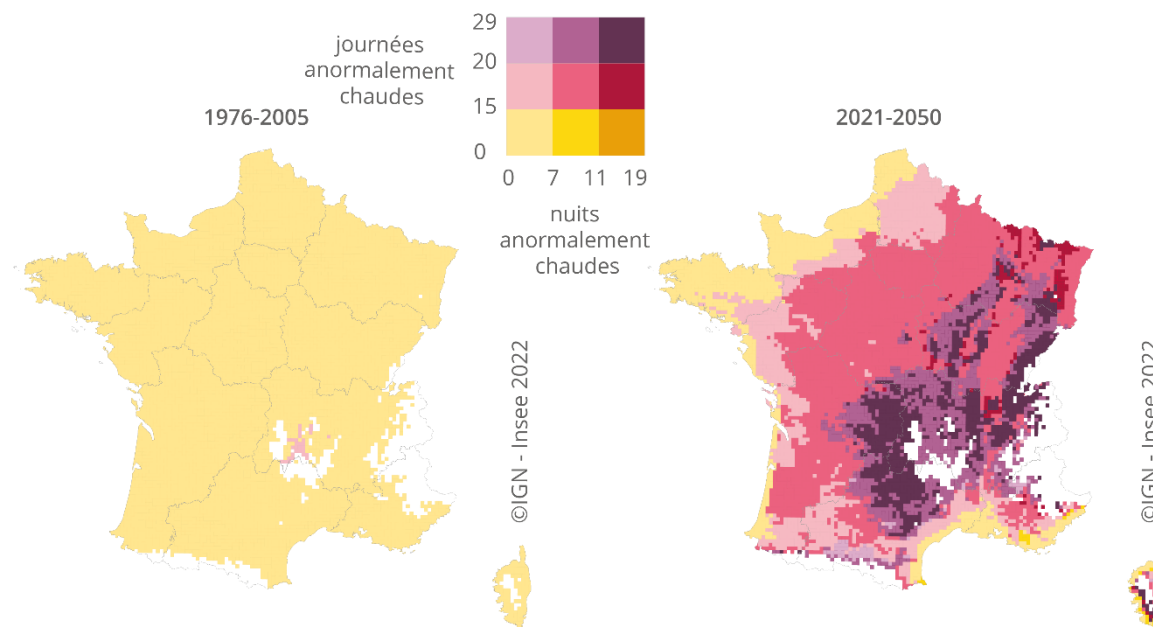 29
journées
anormalement
chaudes
20
15
0
0 7 11 19
nuits
anormalement
chaudes
1976-2005
2021-2050
©IGN - Insee 2022
©IGN - Insee 2022